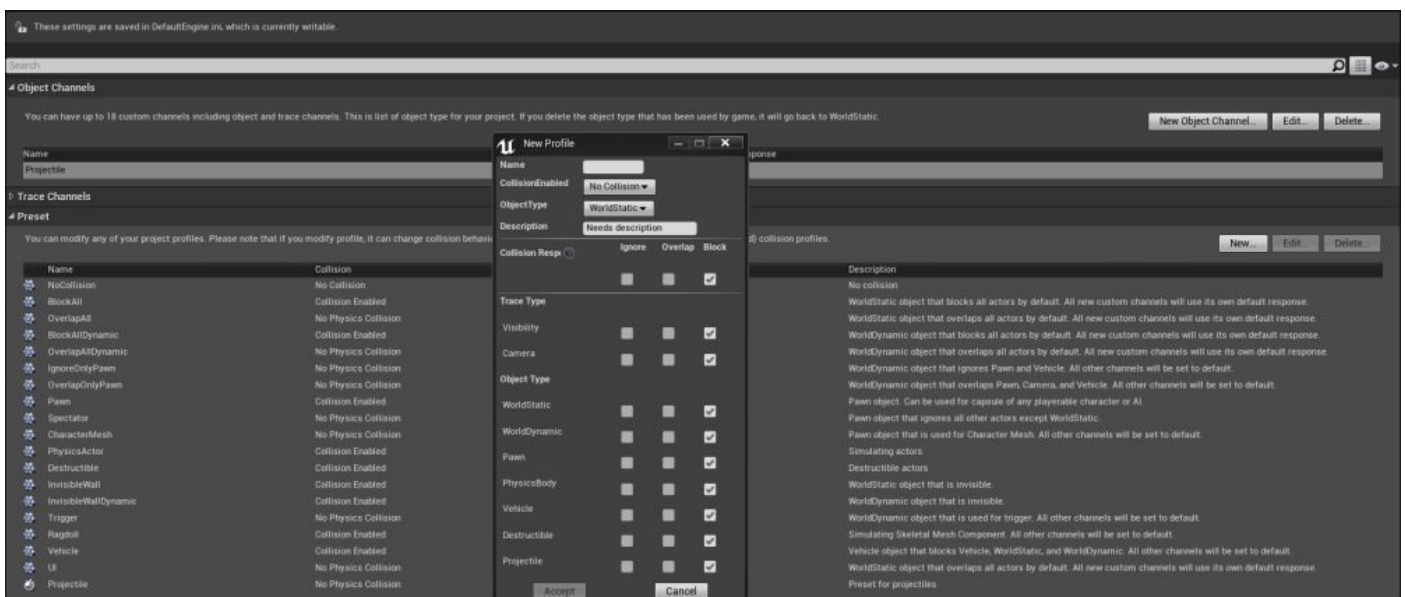 These settings are saved in DefaultEngine.ini, which is currently writable.
Search
Object Channels
You can have up to 18 custom channels including object and trace channels. This is list of object type for your project. If you delete the object type that has been used by game, it will go back to WorldStatic.
New Object Channel... Edit... Delete...
Name ponse
Projectile
Trace Channels
Preset
You can modify any of your project profiles. Please note that if you modify profile, it can change collision behavi d) collision profiles.
New... Edit... Delete...
Name Collision Description
NoCollision No Collision No collision
BlockAll Collision Enabled WorldStatic object that blocks all actors by default. All new custom channels will use its own default response.
OverlapAll No Physics Collision WorldStatic object that overlaps all actors by default. All new custom channels will use its own default response.
BlockAllDynamic Collision Enabled WorldDynamic object that blocks all actors by default. All new custom channels will use its own default response.
OverlapAllDynamic No Physics Collision WorldDynamic object that overlaps all actors by default. All new custom channels will use its own default response.
IgnoreOnlyPawn No Physics Collision WorldDynamic object that ignores Pawn and Vehicle. All other channels will be set to default.
OverlapOnlyPawn No Physics Collision WorldDynamic object that overlaps Pawn, Camera, and Vehicle. All other channels will be set to default.
Pawn Collision Enabled Pawn object. Can be used for capsule of any playerable character or AI.
Spectator No Physics Collision Pawn object that ignores all other actors except WorldStatic.
CharacterMesh No Physics Collision Pawn object that is used for Character Mesh. All other channels will be set to default.
PhysicsActor Collision Enabled Simulating actors
Destructible Collision Enabled Destructible actors
InvisibleWall Collision Enabled WorldStatic object that is invisible.
InvisibleWallDynamic Collision Enabled WorldDynamic object that is invisible.
Trigger No Physics Collision WorldDynamic object that is used for trigger. All other channels will be set to default.
Ragdoll Collision Enabled Simulating Skeletal Mesh Component. All other channels will be set to default.
Vehicle Collision Enabled Vehicle object that blocks Vehicle, WorldStatic, and WorldDynamic. All other channels will be set to default.
UI No Physics Collision WorldStatic object that overlaps all actors by default. All new custom channels will use its own default response.
Projectile No Physics Collision Preset for projectiles
New Profile
Name
CollisionEnabled No Collision
ObjectType WorldStatic
Description Needs description
Collision Resp Ignore Overlap Block
Trace Type
Visibility
Camera
Object Type
WorldStatic
WorldDynamic
Pawn
PhysicsBody
Vehicle
Destructible
Projectile
Accept Cancel